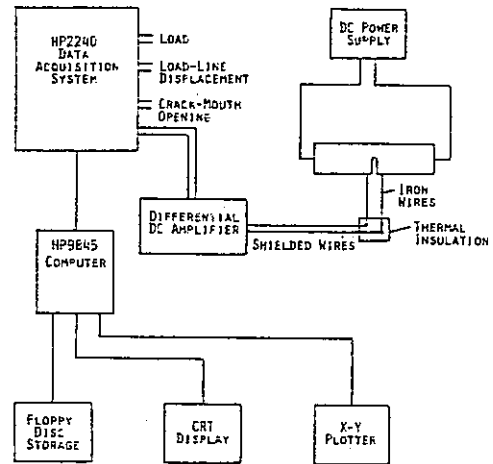 HP2240
DATA
ACQUISITION
SYSTEM
LOAD
LOAD-LINE
DISPLACEMENT
CRACK-MOUTH
OPENING
DC POWER
SUPPLY
IRON
WIRES
THERMAL
INSULATION
DIFFERENTIAL
DC AMPLIFIER
SHIELDED WIRES
HP9845
COMPUTER
FLOPPY
DISC
STORAGE
CRT
DISPLAY
X-Y
PLOTTER